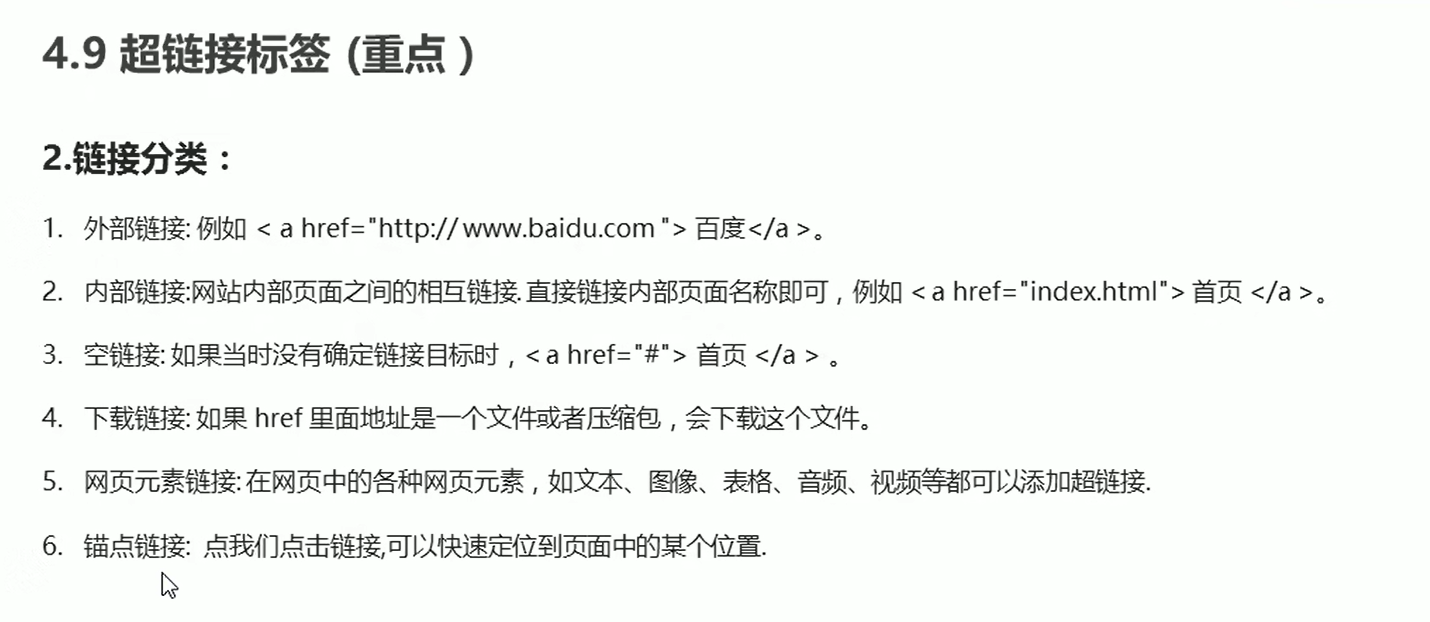 4.9 超链接标签 (重点 )
2.链接分类：
1. 外部链接: 例如 < a href="http:// www.baidu.com "> 百度</a >。
2. 内部链接:网站内部页面之间的相互链接. 直接链接内部页面名称即可，例如 < a href="index.html"> 首页 </a >。
3. 空链接: 如果当时没有确定链接目标时，< a href="#"> 首页 </a > 。
4. 下载链接: 如果 href 里面地址是一个文件或者压缩包，会下载这个文件。
5. 网页元素链接: 在网页中的各种网页元素，如文本、图像、表格、音频、视频等都可以添加超链接.
6. 锚点链接: 点我们点击链接,可以快速定位到页面中的某个位置.